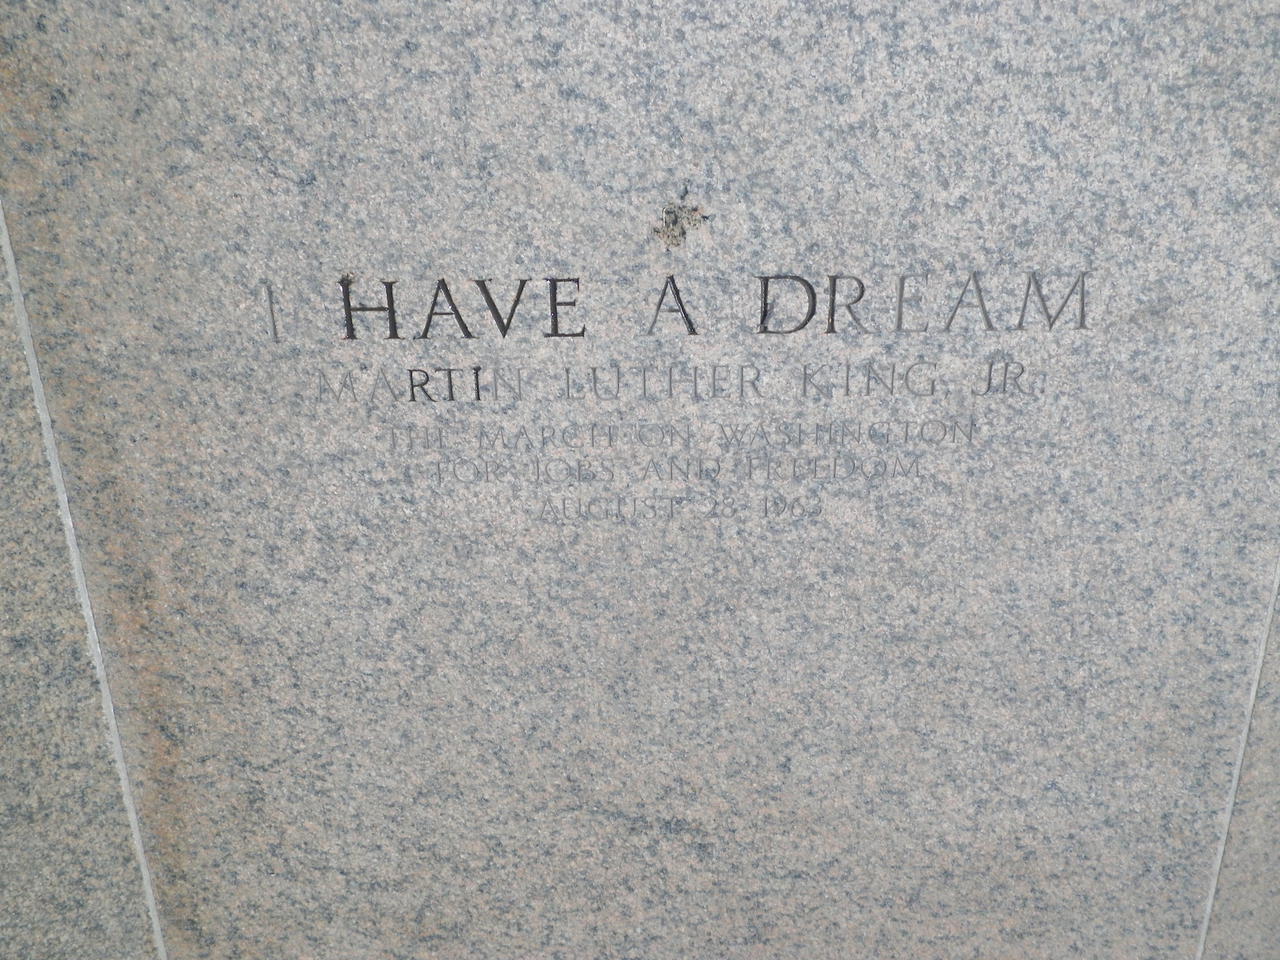 I HAVE A DREAM
MARTIN LUTHER KING, JR.
THE MARCH ON WASHINGTON
FOR JOBS AND FREEDOM
AUGUST 28, 1963